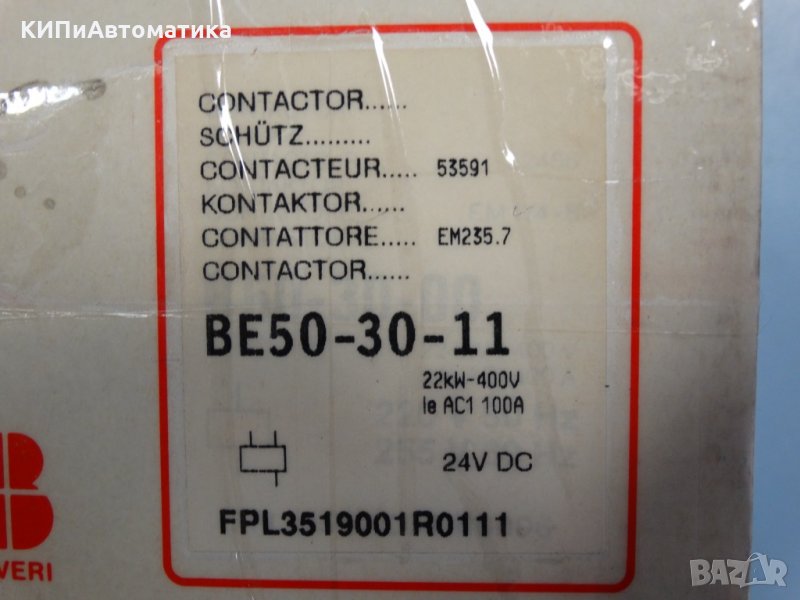 КИПиАвтоматика
CONTACTOR......
SCHÜTZ.........
CONTACTEUR..... 53591
KONTAKTOR......
CONTATTORE..... EM235.7
CONTACTOR......
BE50-30-11
22kW-400V
Ie AC1 100A
24V DC
FPL3519001R0111
VERI
BAZAR